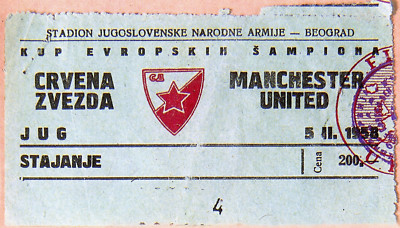 STADION JUGOSLOVENSKE NARODNE ARMIJE — BEOGRAD
KUP EVROPSKIH ŠAMPIONA
CRVENA ZVEZDA
MANCHESTER UNITED
JUG
5 II. 1958
STAJANJE
Cena 200.
4